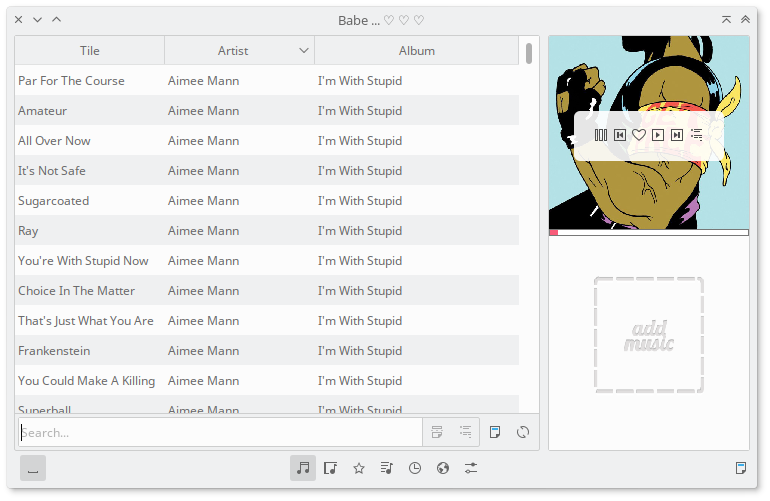 Babe ... ♡ ♡ ♡
Tile Artist Album
Par For The Course Aimee Mann I'm With Stupid
Amateur Aimee Mann I'm With Stupid
All Over Now Aimee Mann I'm With Stupid
It's Not Safe Aimee Mann I'm With Stupid
Sugarcoated Aimee Mann I'm With Stupid
Ray Aimee Mann I'm With Stupid
You're With Stupid Now Aimee Mann I'm With Stupid
Choice In The Matter Aimee Mann I'm With Stupid
That's Just What You Are Aimee Mann I'm With Stupid
Frankenstein Aimee Mann I'm With Stupid
You Could Make A Killing Aimee Mann I'm With Stupid
Superball Aimee Mann I'm With Stupid
Search...
add
music